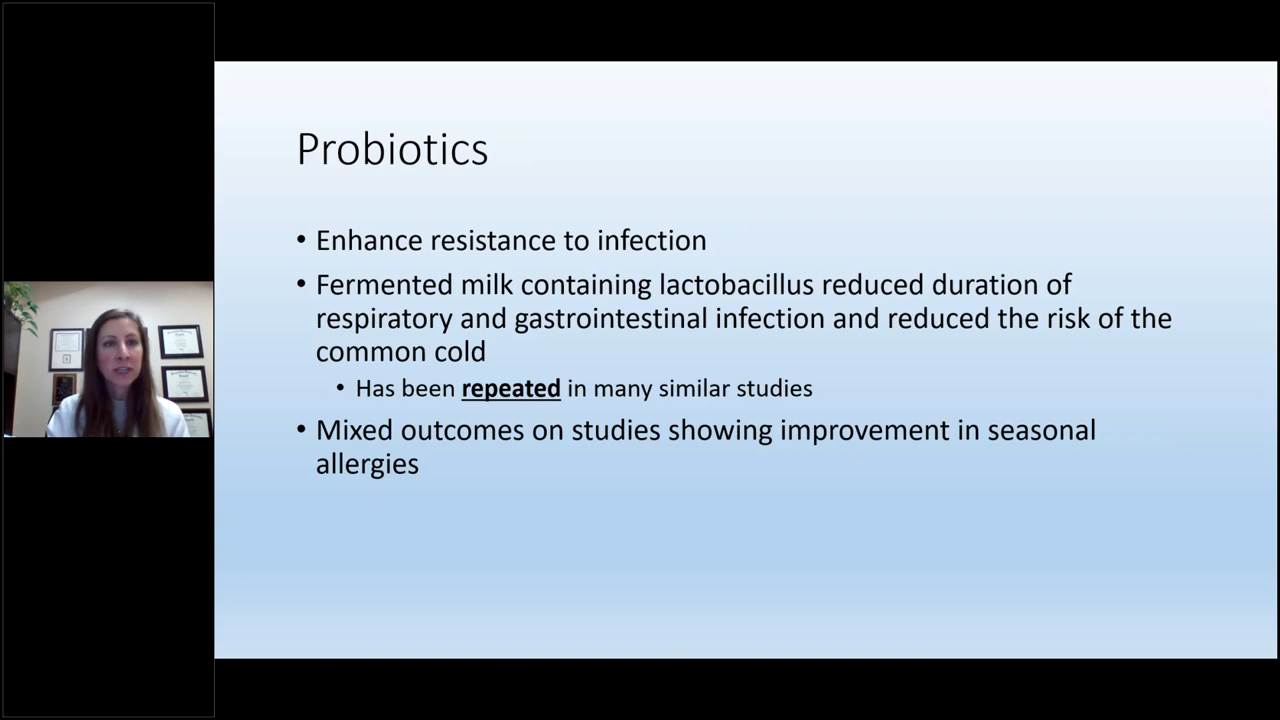 Probiotics
• Enhance resistance to infection
• Fermented milk containing lactobacillus reduced duration of
respiratory and gastrointestinal infection and reduced the risk of the
common cold
• Has been repeated in many similar studies
• Mixed outcomes on studies showing improvement in seasonal
allergies